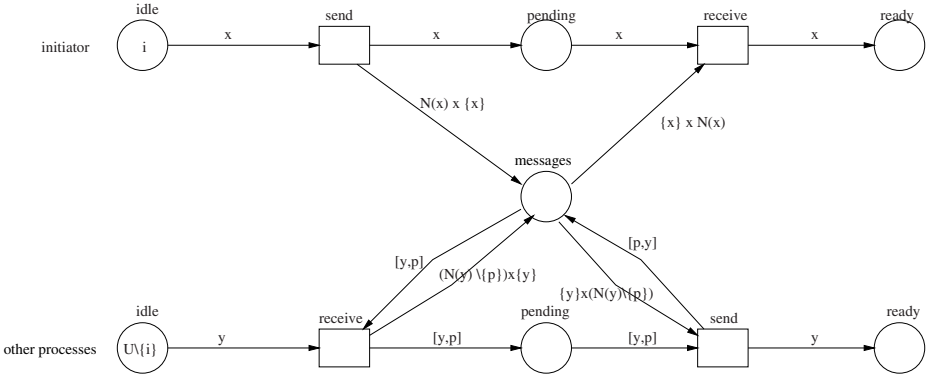 idle
send
pending
receive
ready
initiator
i
x
x
x
x
N(x) x {x}
{x} x N(x)
messages
[y,p]
(N(y) \{p})x{y}
[p,y]
{y}x(N(y)\{p})
idle
receive
pending
send
ready
other processes
U\{i}
y
[y,p]
[y,p]
y